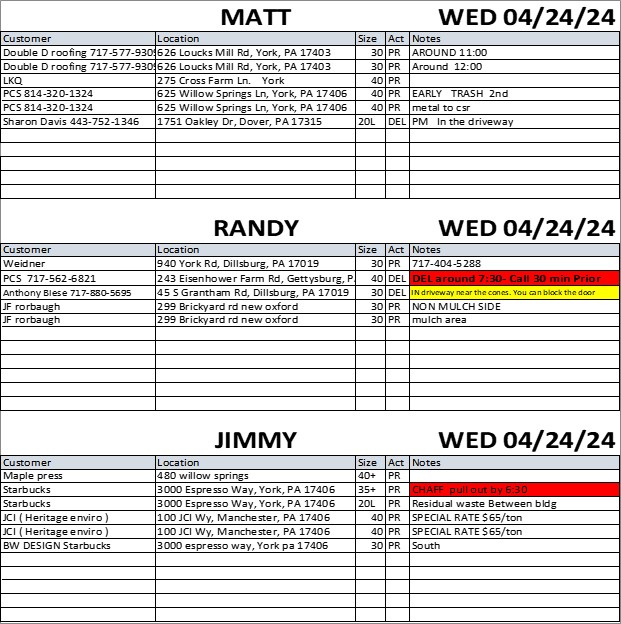 MATT WED 04/24/24
Customer Location Size Act Notes
Double D roofing 717-577-930 626 Loucks Mill Rd, York, PA 17403 30 PR AROUND 11:00
Double D roofing 717-577-930 626 Loucks Mill Rd, York, PA 17403 30 PR Around 12:00
LKQ 275 Cross Farm Ln. York 40 PR
PCS 814-320-1324 625 Willow Springs Ln, York, PA 17406 40 PR EARLY TRASH 2nd
PCS 814-320-1324 625 Willow Springs Ln, York, PA 17406 40 PR metal to csr
Sharon Davis 443-752-1346 1751 Oakley Dr, Dover, PA 17315 20L DEL PM In the driveway
RANDY WED 04/24/24
Customer Location Size Act Notes
Weidner 940 York Rd, Dillsburg, PA 17019 30 PR 717-404-5288
PCS 717-562-6821 243 Eisenhower Farm Rd, Gettysburg, P 40 DEL DEL around 7:30- Call 30 min Prior
Anthony Blese 717-880-5695 45 S Grantham Rd, Dillsburg, PA 17019 30 DEL IN driveway near the cones. You can block the door
JF rorbaugh 299 Brickyard rd new oxford 30 PR NON MULCH SIDE
JF rorbaugh 299 Brickyard rd new oxford 30 PR mulch area
JIMMY WED 04/24/24
Customer Location Size Act Notes
Maple press 480 willow springs 40+ PR
Starbucks 3000 Espresso Way, York, PA 17406 35+ PR CHAFF pull out by 6:30
Starbucks 3000 Espresso Way, York, PA 17406 20L PR Residual waste Between bldg
JCI ( Heritage enviro ) 100 JCI Wy, Manchester, PA 17406 40 PR SPECIAL RATE $65/ton
JCI ( Heritage enviro ) 100 JCI Wy, Manchester, PA 17406 40 PR SPECIAL RATE $65/ton
BW DESIGN Starbucks 3000 espresso way, York pa 17406 30 PR South